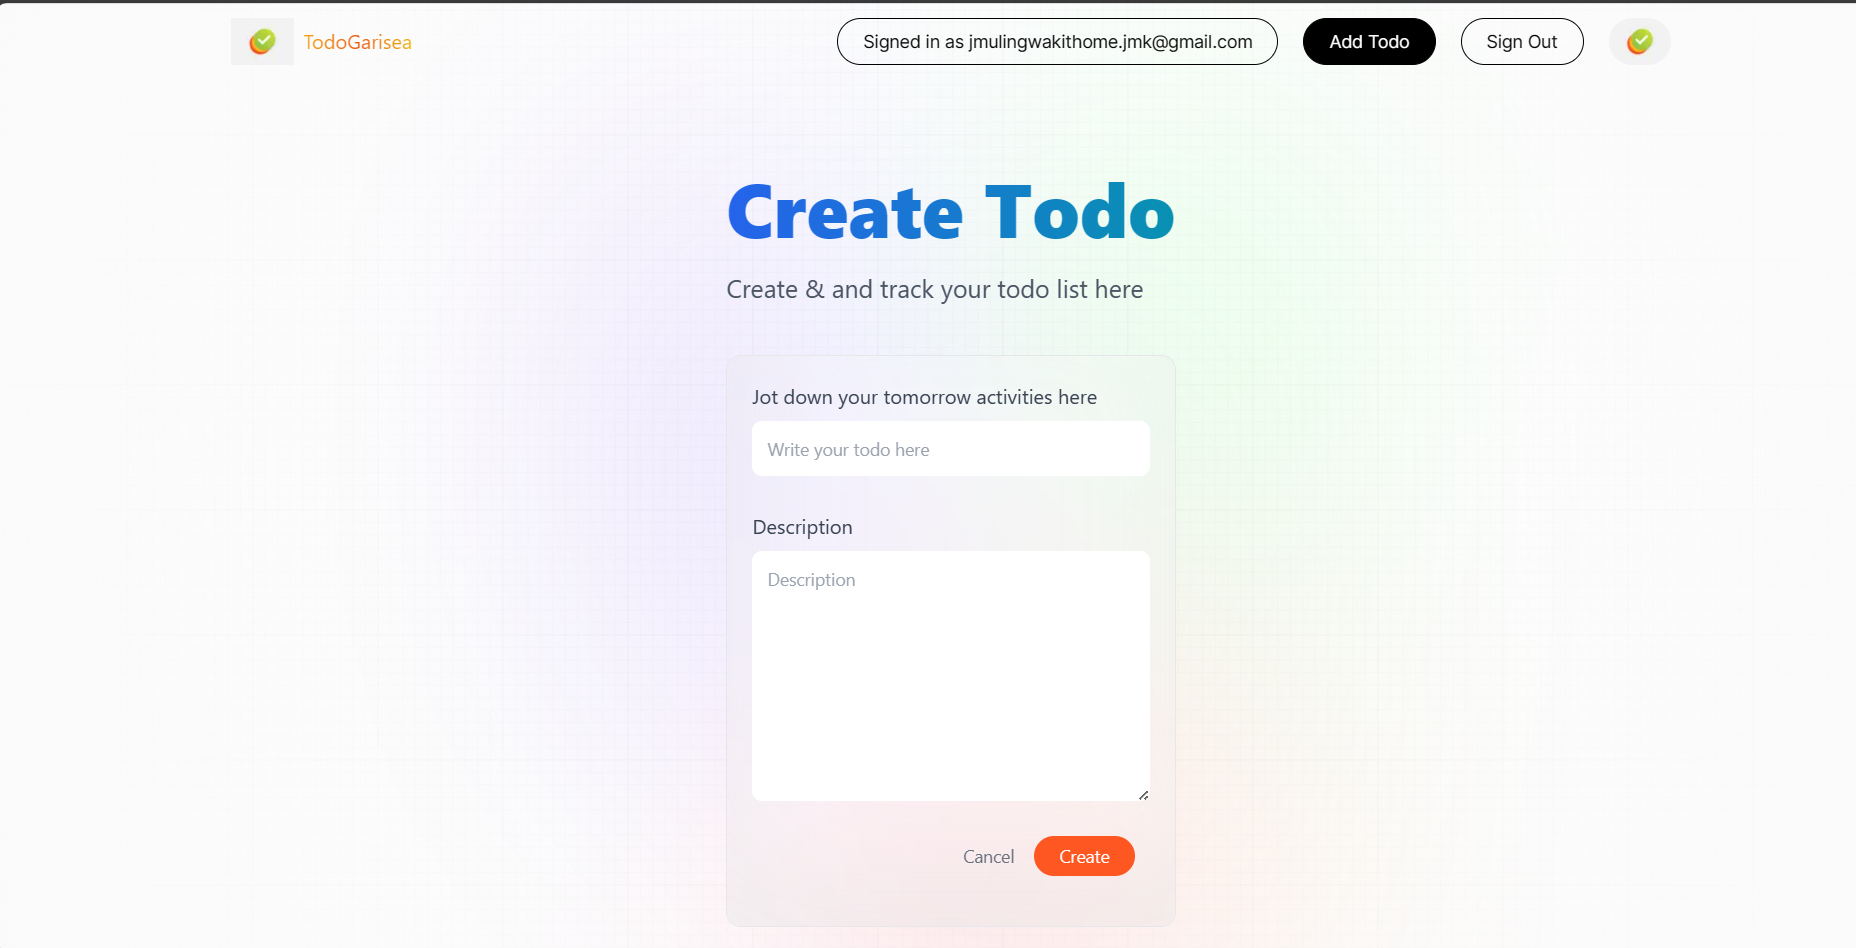 TodoGarisea
Signed in as jmulingwakithome.jmk@gmail.com
Add Todo
Sign Out
Create Todo
Create & and track your todo list here
Jot down your tomorrow activities here
Write your todo here
Description
Description
Cancel
Create